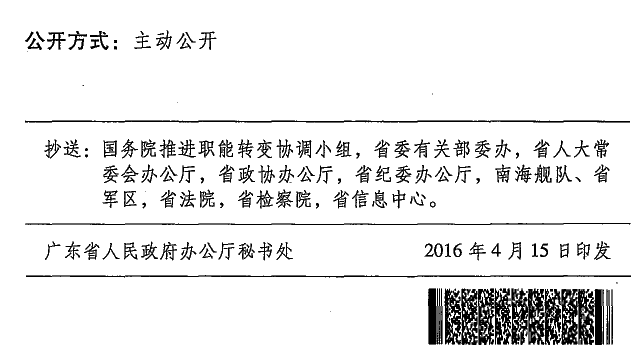 公开方式：主动公开
抄送：国务院推进职能转变协调小组，省委有关部委办，省人大常
委会办公厅，省政协办公厅，省纪委办公厅，南海舰队、省
军区，省法院，省检察院，省信息中心。
广东省人民政府办公厅秘书处 2016年4月15日印发